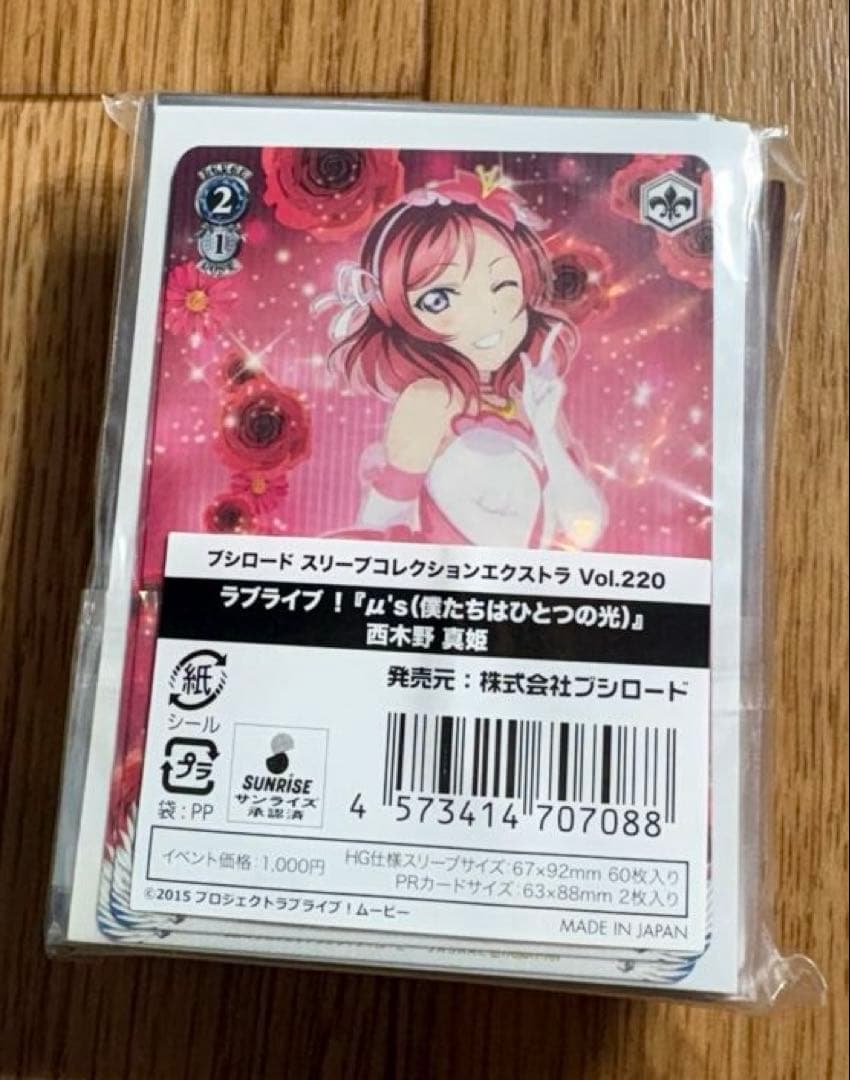 2
1
ブシロード スリーブコレクションエクストラ Vol.220
ラブライブ！『μ's(僕たちはひとつの光)』
西木野 真姫
発売元：株式会社ブシロード
紙
シール
プラ
袋：PP
SUNRISE
サンライズ
承認済
4 573414 707088
イベント価格：1,000円
HG仕様スリーブサイズ：67×92mm 60枚入り
PRカードサイズ：63×88mm 2枚入り
©2015 プロジェクトラブライブ！ムービー
MADE IN JAPAN